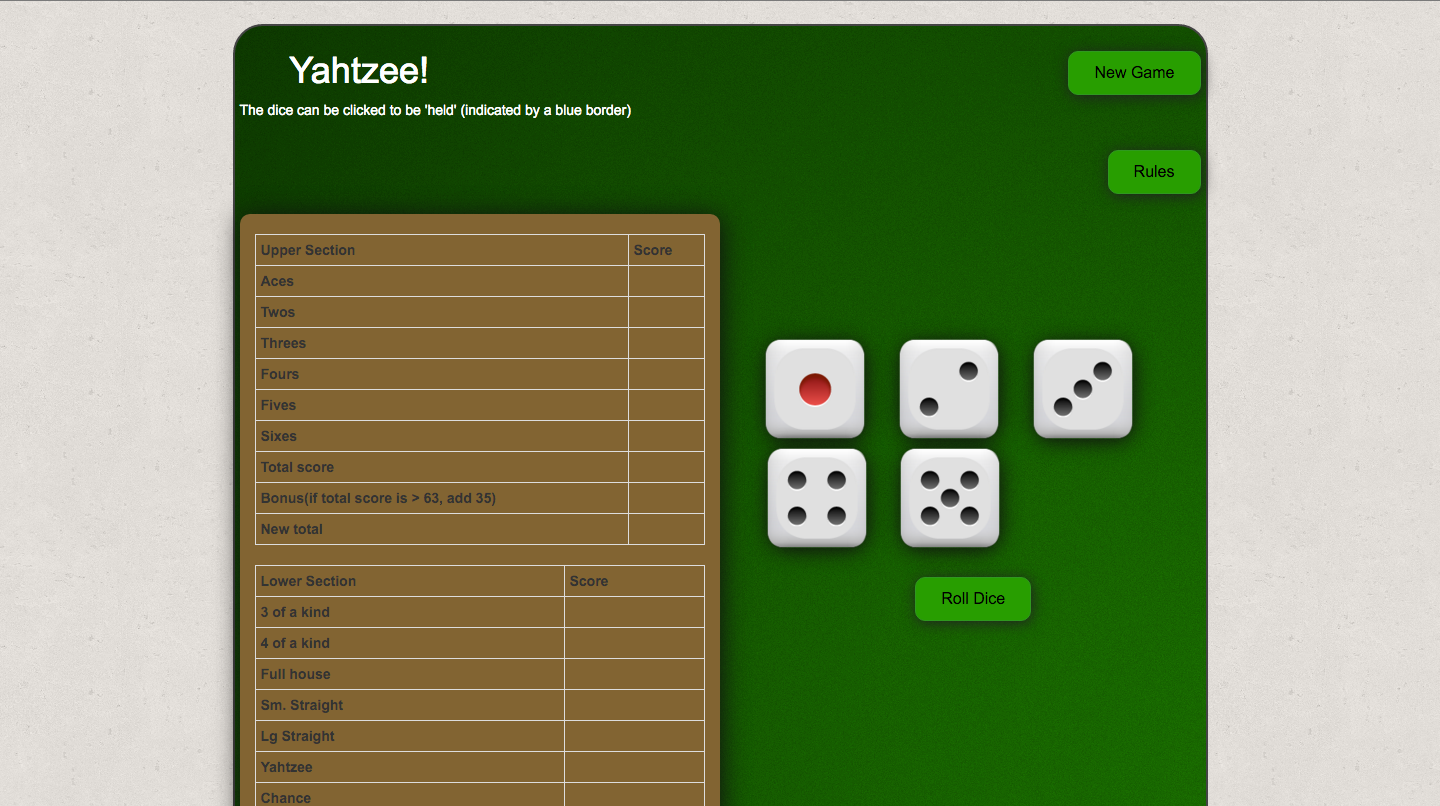 Yahtzee!
New Game
The dice can be clicked to be 'held' (indicated by a blue border)
Rules
Upper Section Score
Aces
Twos
Threes
Fours
Fives
Sixes
Total score
Bonus(if total score is > 63, add 35)
New total
Roll Dice
Lower Section Score
3 of a kind
4 of a kind
Full house
Sm. Straight
Lg Straight
Yahtzee
Chance